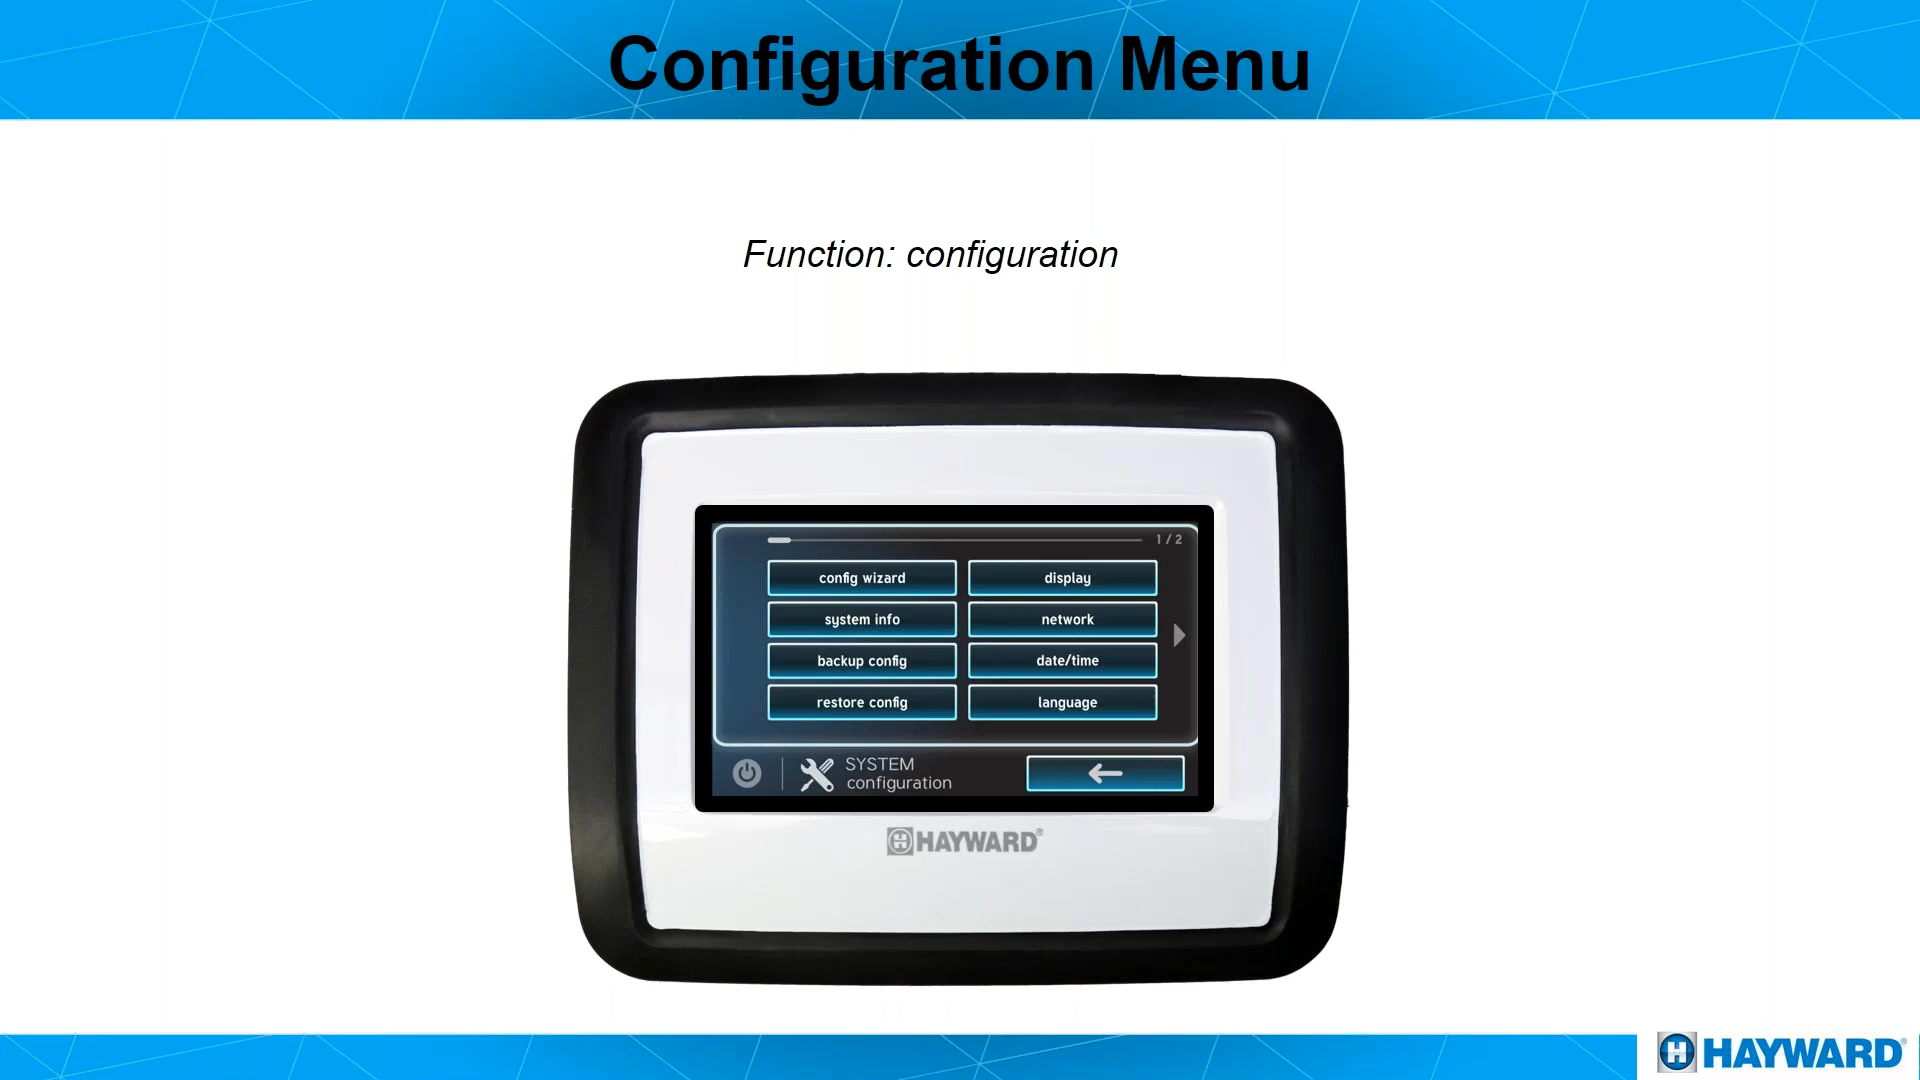 Configuration Menu
Function: configuration
1 / 2
config wizard
display
system info
network
backup config
date/time
restore config
language
SYSTEM
configuration
HAYWARD®
HAYWARD®